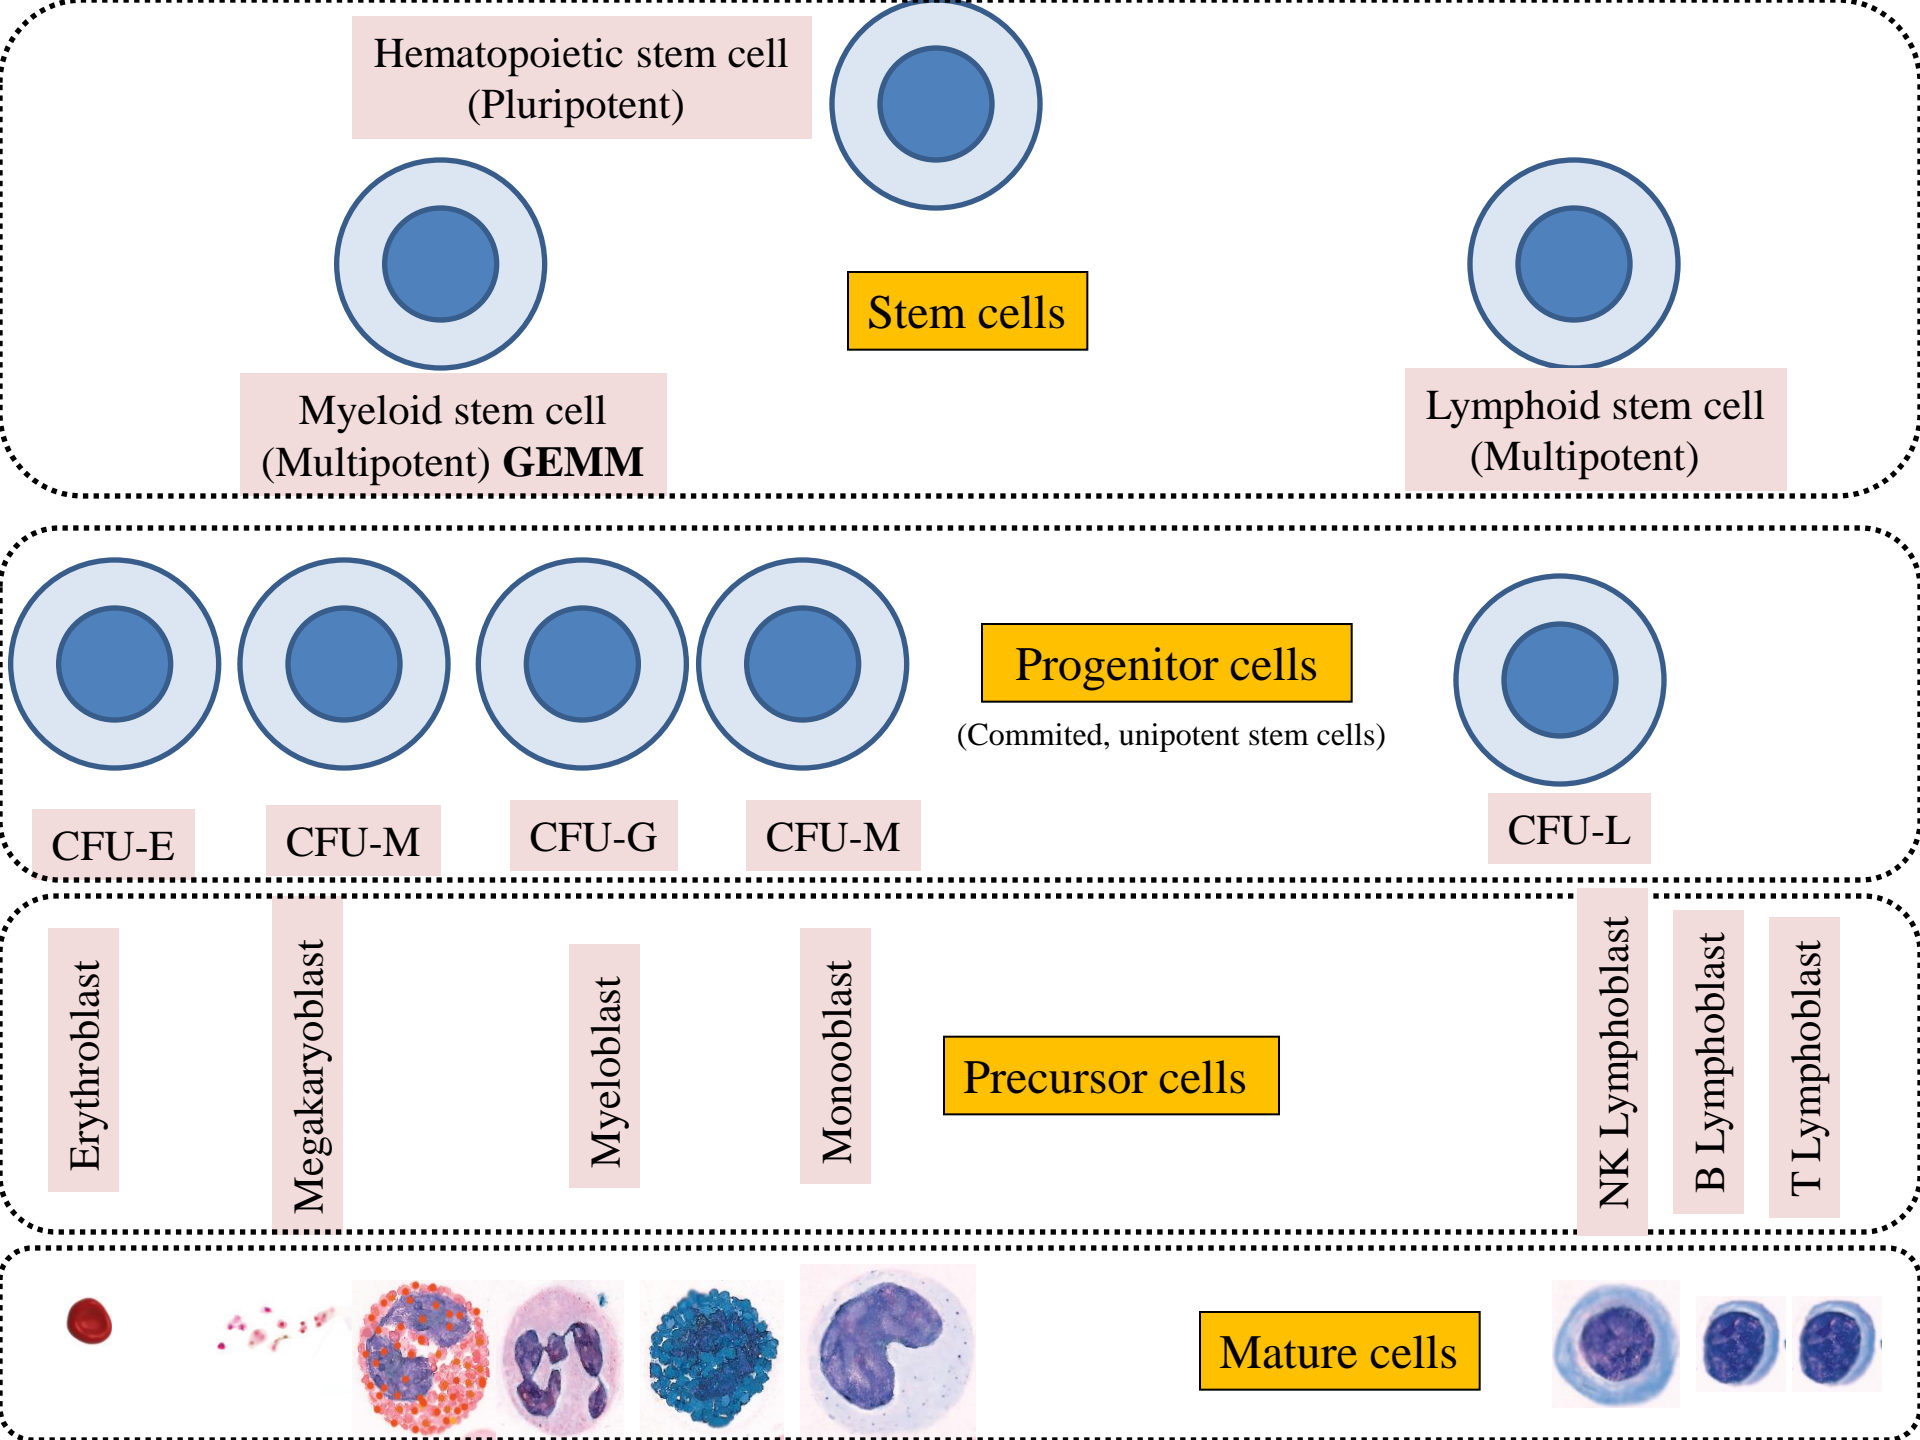 Hematopoietic stem cell
(Pluripotent)
Stem cells
Myeloid stem cell
(Multipotent) GEMM
Lymphoid stem cell
(Multipotent)
Progenitor cells
(Commited, unipotent stem cells)
CFU-E
CFU-M
CFU-G
CFU-M
CFU-L
Erythroblast
Megakaryoblast
Myeloblast
Monooblast
Precursor cells
NK Lymphoblast
B Lymphoblast
T Lymphoblast
Mature cells